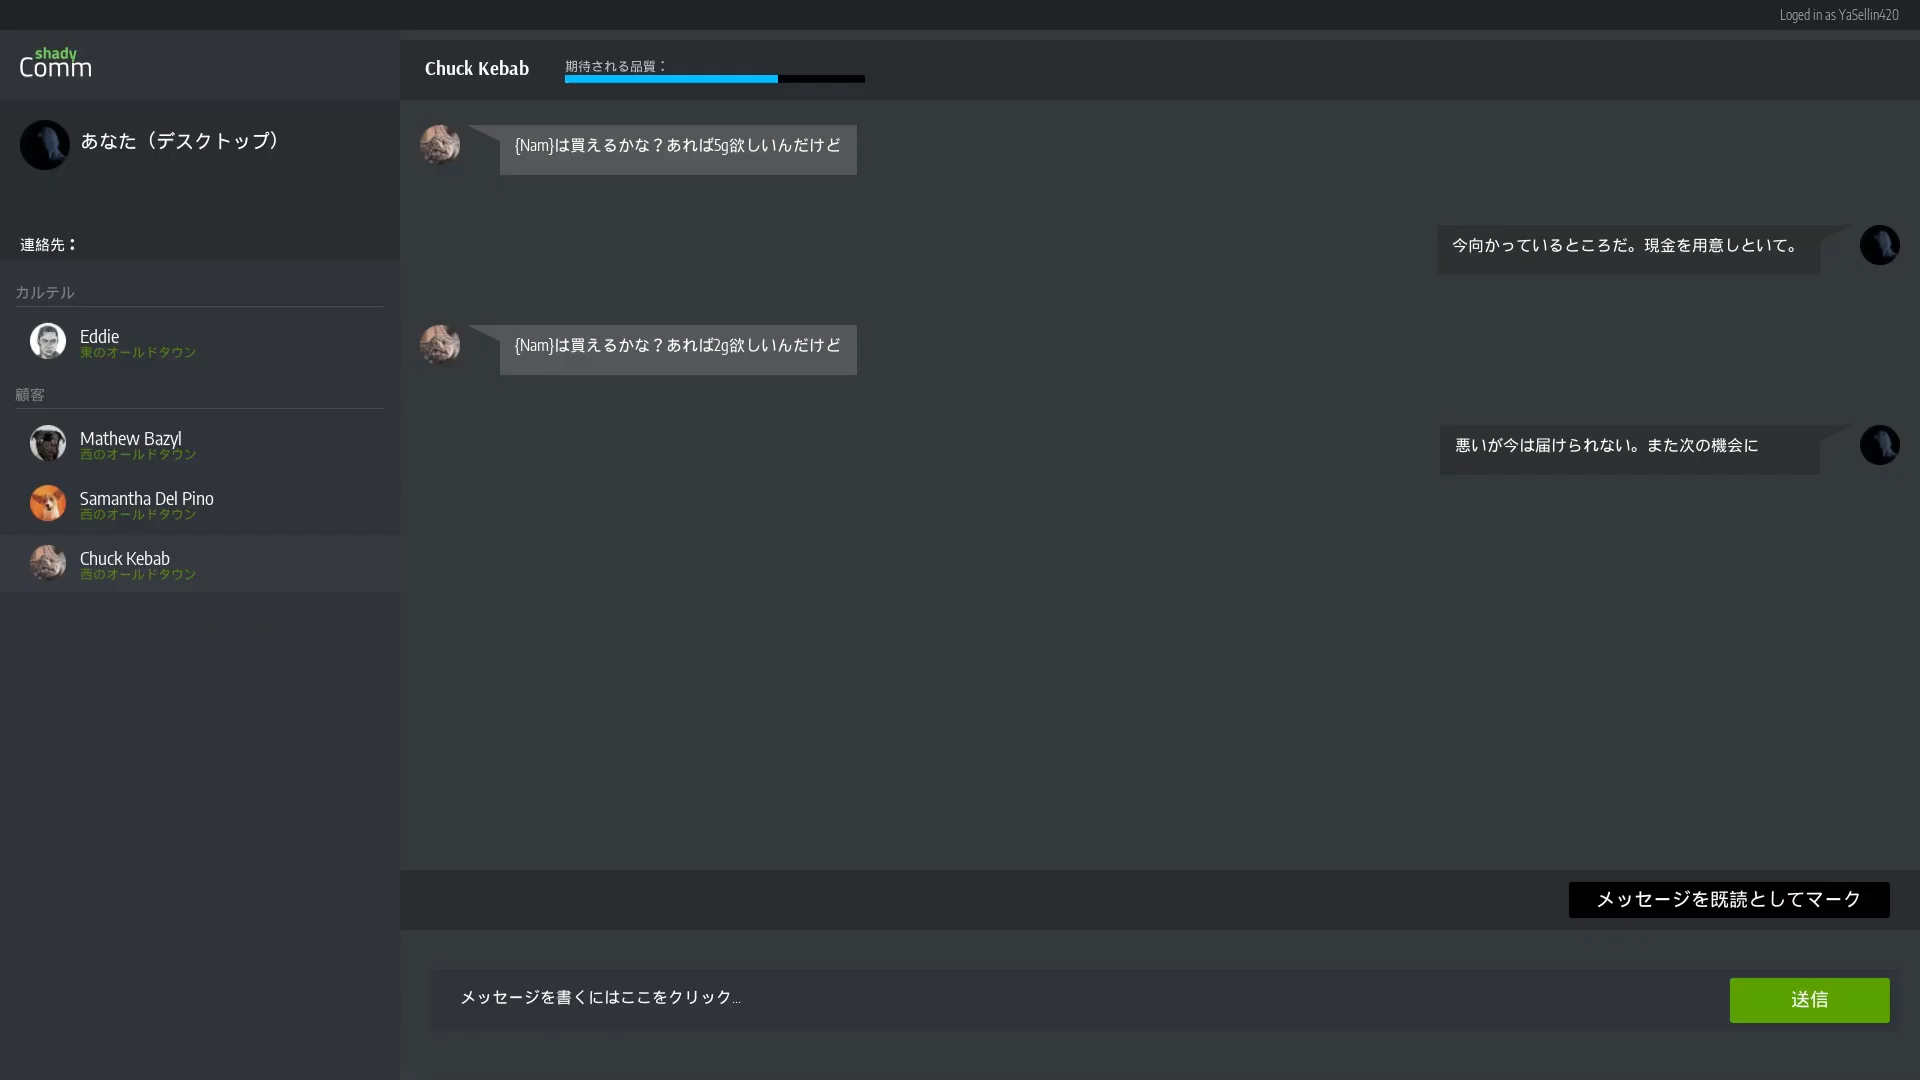 Loged in as YaSellin420
shady
Comm
あなた（デスクトップ）
連絡先：
カルテル
Eddie
東のオールドタウン
顧客
Mathew Bazyl
西のオールドタウン
Samantha Del Pino
西のオールドタウン
Chuck Kebab
西のオールドタウン
Chuck Kebab
期待される品質：
{Nam}は買えるかな？あれば5g欲しいんだけど
今向かっているところだ。現金を用意しといて。
{Nam}は買えるかな？あれば2g欲しいんだけど
悪いが今は届けられない。また次の機会に
メッセージを既読としてマーク
メッセージを書くにはここをクリック...
送信